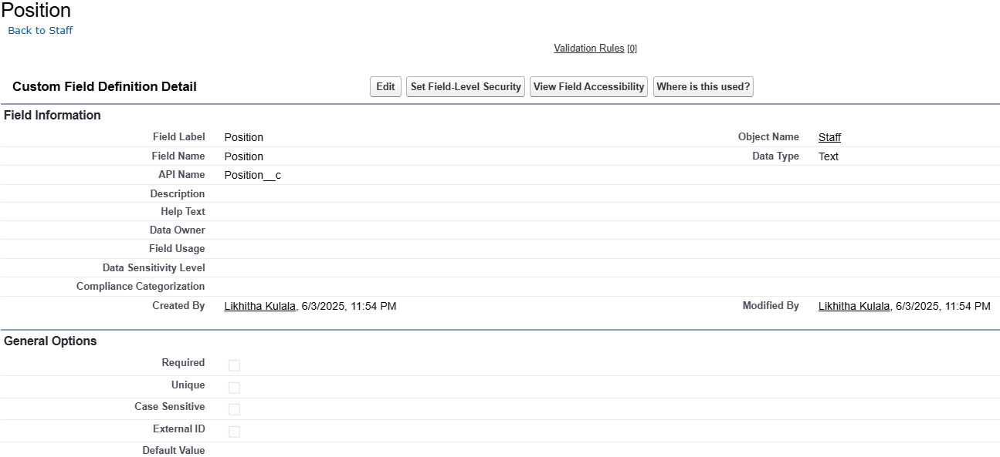 Position
Back to Staff
Validation Rules [0]
Custom Field Definition Detail Edit Set Field-Level Security View Field Accessibility Where is this used?
Field Information
Field Label Position Object Name Staff
Field Name Position Data Type Text
API Name Position__c
Description
Help Text
Data Owner
Field Usage
Data Sensitivity Level
Compliance Categorization
Created By Likhitha Kulala, 6/3/2025, 11:54 PM Modified By Likhitha Kulala, 6/3/2025, 11:54 PM
General Options
Required
Unique
Case Sensitive
External ID
Default Value